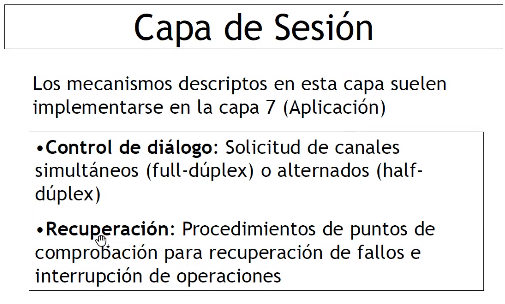 Capa de Sesión
Los mecanismos descriptos en esta capa suelen
implementarse en la capa 7 (Aplicación)
•Control de diálogo: Solicitud de canales
simultáneos (full-dúplex) o alternados (half-
dúplex)
•Recuperación: Procedimientos de puntos de
comprobación para recuperación de fallos e
interrupción de operaciones